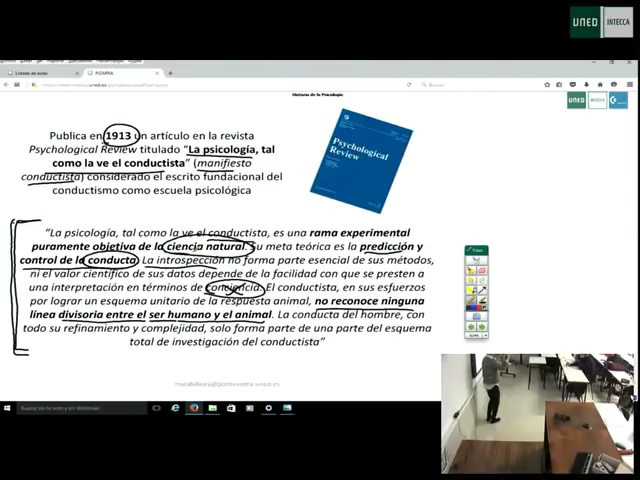 UNED
INTECCA
PIZARRA
Historia de la Psicología
UNED
INTECCA
Publica en 1913 un artículo en la revista
Psychological Review titulado "La psicología, tal
como la ve el conductista" (manifiesto
conductista) considerado el escrito fundacional del
conductismo como escuela psicológica
Psychological
Review
"La psicología, tal como la ve el conductista, es una rama experimental
puramente objetiva de la ciencia natural. Su meta teórica es la predicción y
control de la conducta. La introspección no forma parte esencial de sus métodos,
ni el valor científico de sus datos depende de la facilidad con que se presten a
una interpretación en términos de conciencia. El conductista, en sus esfuerzos
por lograr un esquema unitario de la respuesta animal, no reconoce ninguna
línea divisoria entre el ser humano y el animal. La conducta del hombre, con
todo su refinamiento y complejidad, solo forma parte de una parte del esquema
total de investigación del conductista"